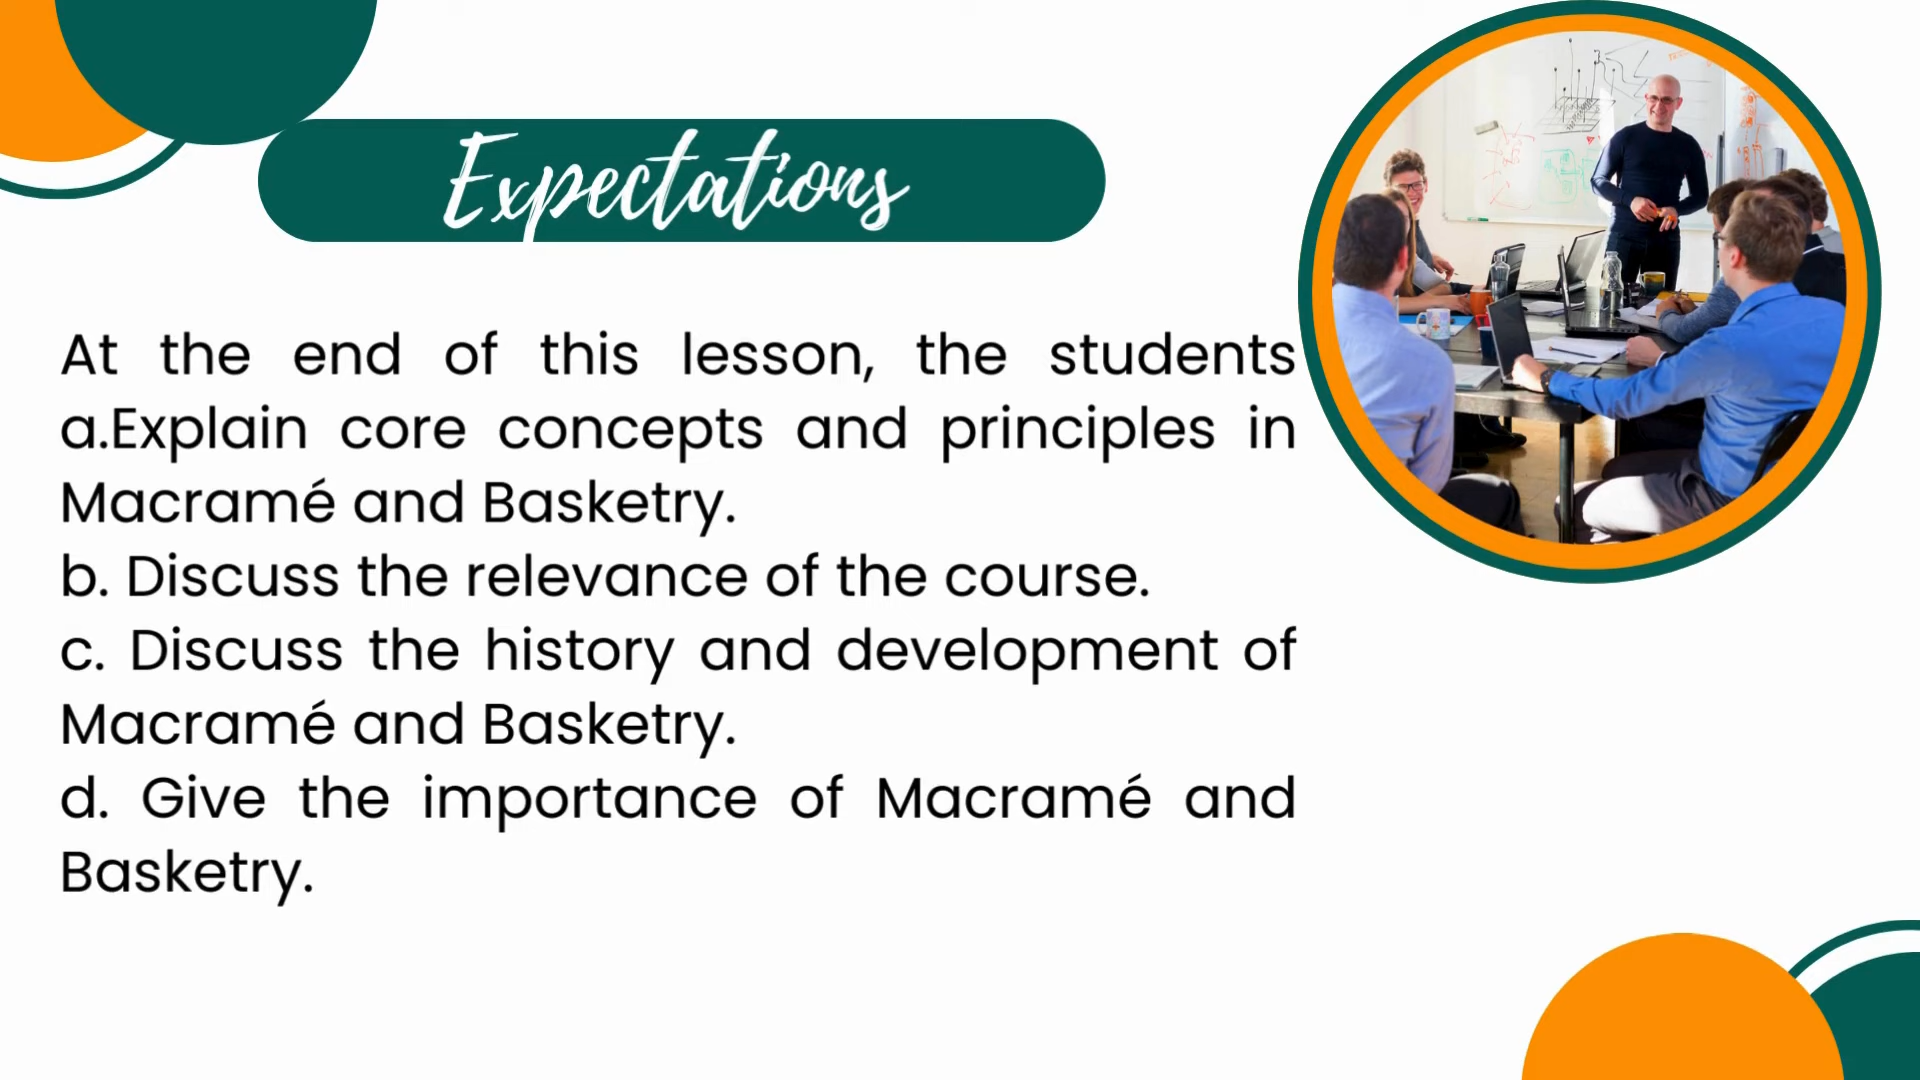 Expectations
At the end of this lesson, the students
a.Explain core concepts and principles in
Macramé and Basketry.
b. Discuss the relevance of the course.
c. Discuss the history and development of
Macramé and Basketry.
d. Give the importance of Macramé and
Basketry.